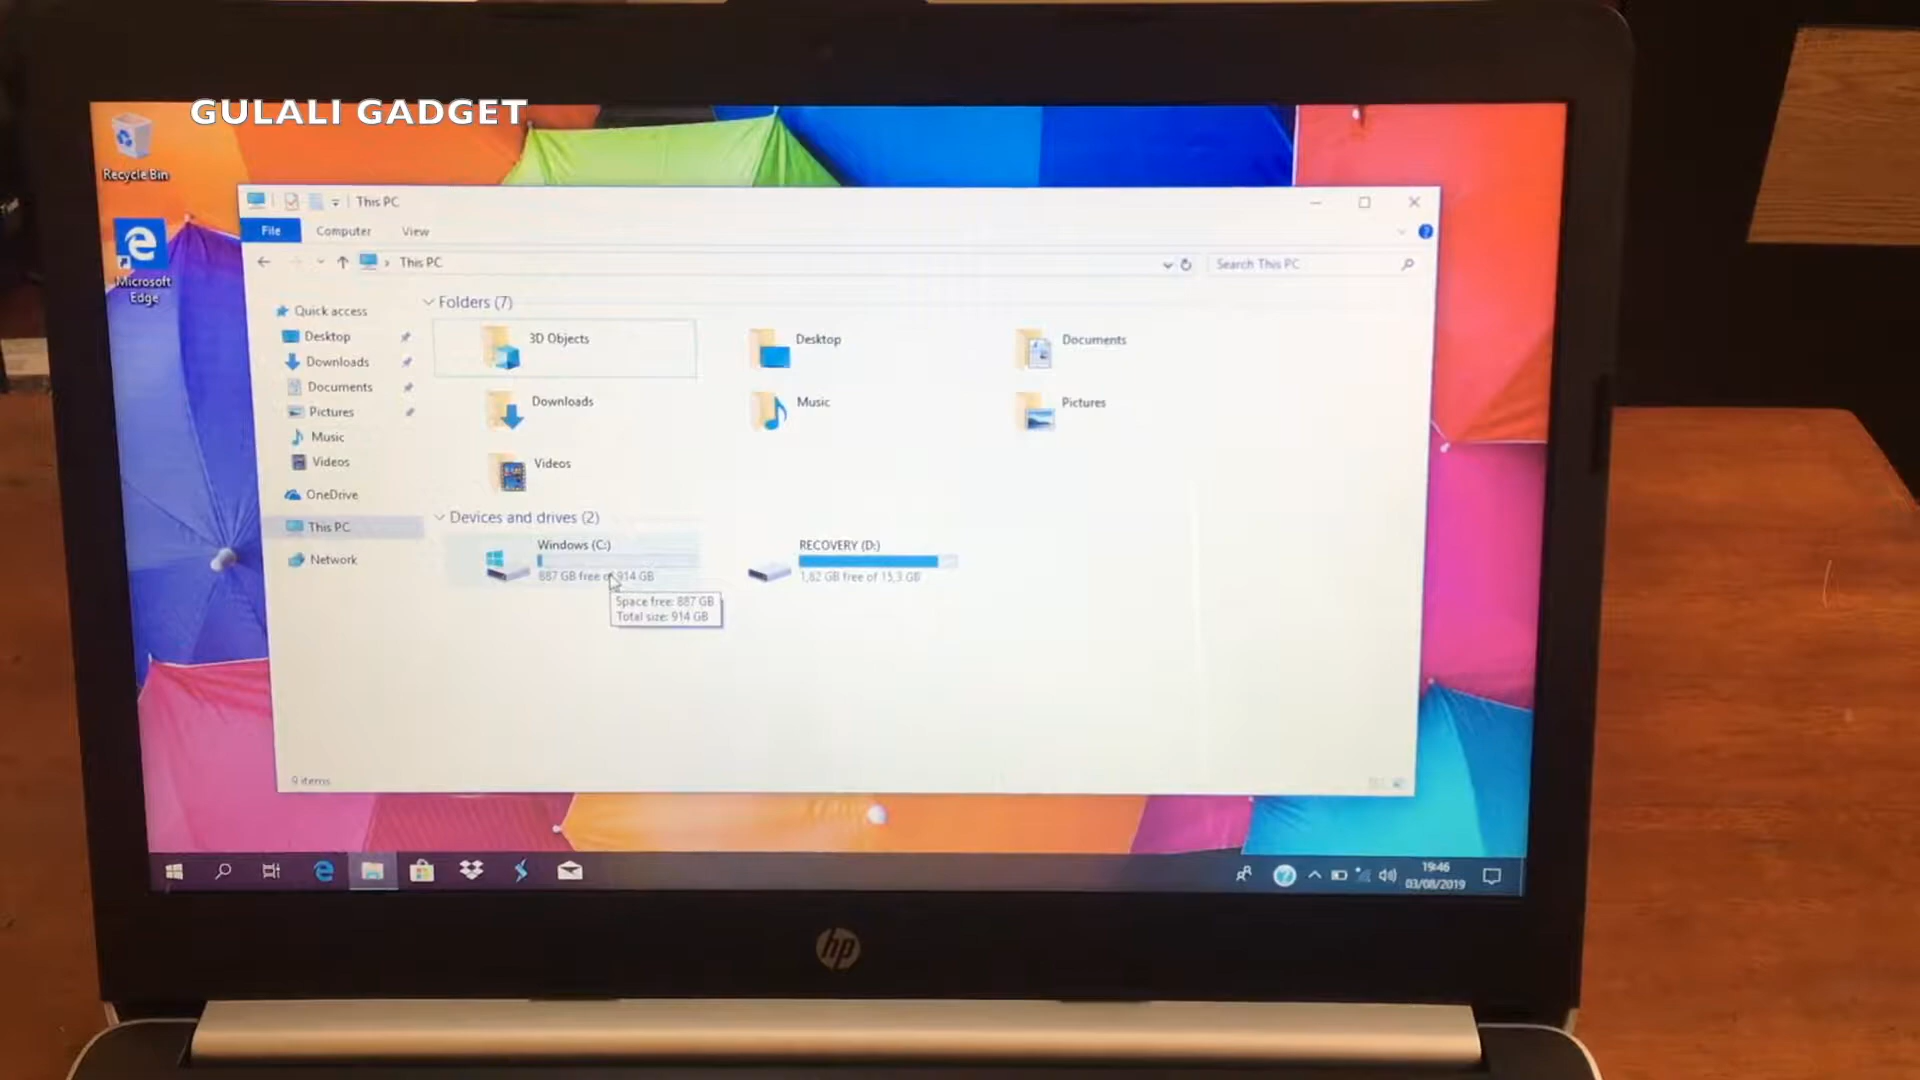 GULALI GADGET
Recycle Bin
Microsoft
Edge
This PC
File Computer View
This PC
Search This PC
Quick access
Desktop
Downloads
Documents
Pictures
Music
Videos
OneDrive
This PC
Network
Folders (7)
3D Objects
Desktop
Documents
Downloads
Music
Pictures
Videos
Devices and drives (2)
Windows (C:)
887 GB free of 914 GB
RECOVERY (D:)
1,82 GB free of 15,3 GB
Space free: 887 GB
Total size: 914 GB
9 items
19:46
03/08/2019
hp